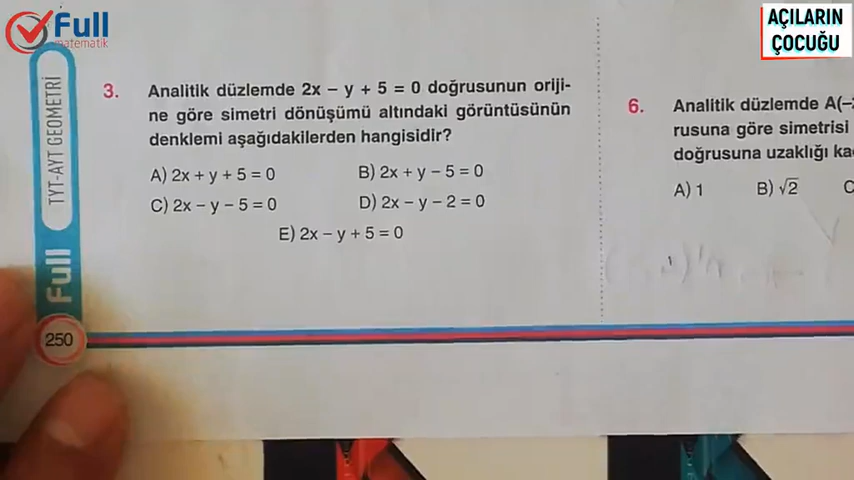 Full
matematik
AÇILARIN
ÇOCUĞU
TYT-AYT GEOMETRİ
Full
250
3. Analitik düzlemde 2x – y + 5 = 0 doğrusunun oriji-
ne göre simetri dönüşümü altındaki görüntüsünün
denklemi aşağıdakilerden hangisidir?
A) 2x + y + 5 = 0 B) 2x + y – 5 = 0
C) 2x – y – 5 = 0 D) 2x – y – 2 = 0
E) 2x – y + 5 = 0
6. Analitik düzlemde A(–
rusuna göre simetrisi
doğrusuna uzaklığı ka
A) 1 B) √2 C